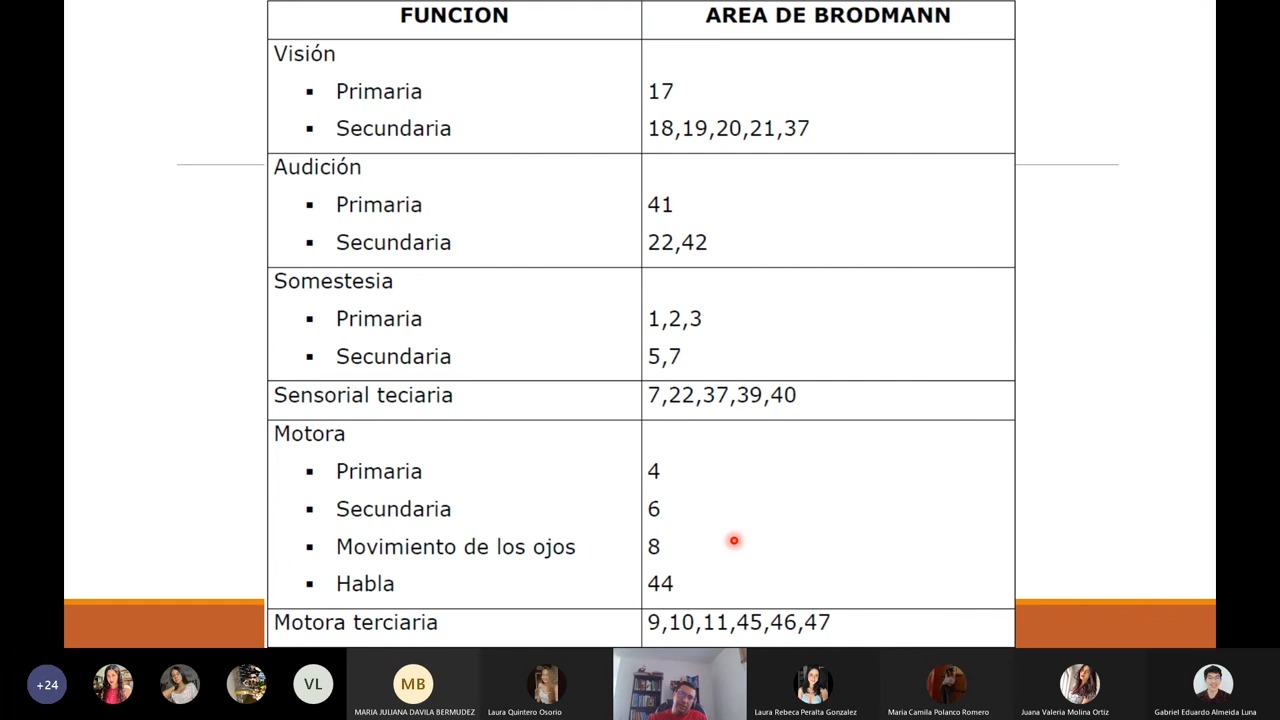 FUNCION AREA DE BRODMANN
Visión
▪ Primaria 17
▪ Secundaria 18,19,20,21,37
Audición
▪ Primaria 41
▪ Secundaria 22,42
Somestesia
▪ Primaria 1,2,3
▪ Secundaria 5,7
Sensorial teciaria 7,22,37,39,40
Motora
▪ Primaria 4
▪ Secundaria 6
▪ Movimiento de los ojos 8
▪ Habla 44
Motora terciaria 9,10,11,45,46,47
+24 VL MB
MARIA JULIANA DAVILA BERMUDEZ Laura Quintero Osorio Laura Rebeca Peralta Gonzalez Maria Camila Polanco Romero Juana Valeria Molina Ortiz Gabriel Eduardo Almeida Luna